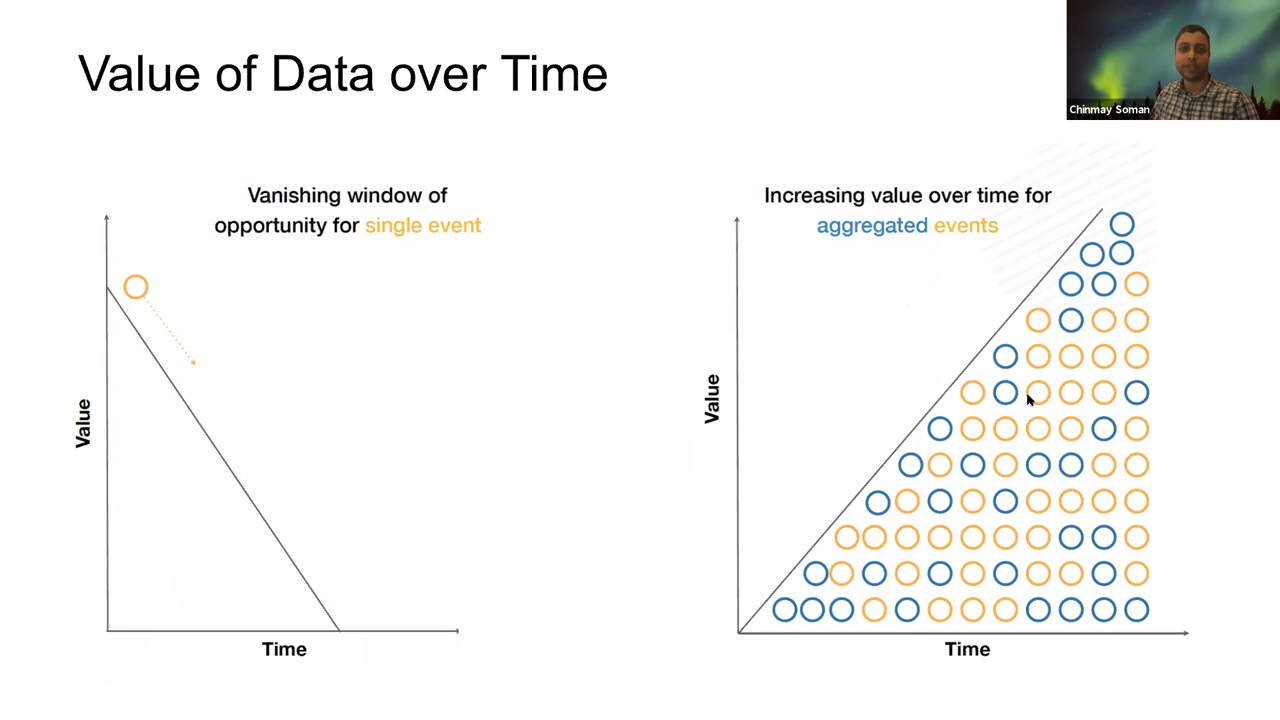 Value of Data over Time
Chinmay Soman
Vanishing window of
opportunity for single event
Value
Time
Increasing value over time for
aggregated events
Value
Time